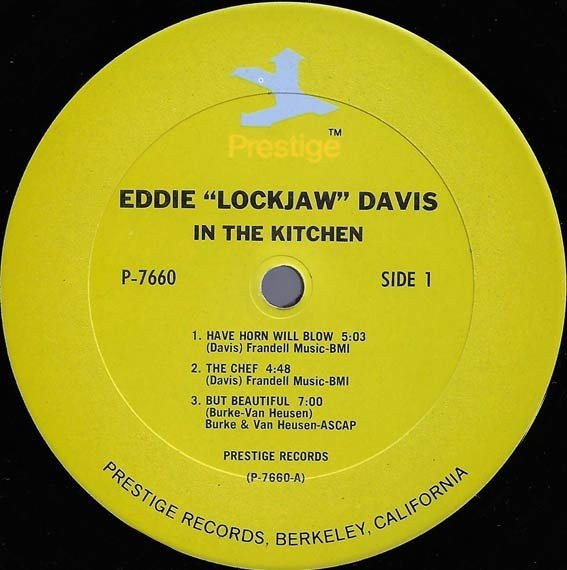 Prestige™
EDDIE "LOCKJAW" DAVIS
IN THE KITCHEN
P-7660 SIDE 1
1. HAVE HORN WILL BLOW 5:03
(Davis) Frandell Music-BMI
2. THE CHEF 4:48
(Davis) Frandell Music-BMI
3. BUT BEAUTIFUL 7:00
(Burke-Van Heusen)
Burke & Van Heusen-ASCAP
PRESTIGE RECORDS
(P-7660-A)
PRESTIGE RECORDS, BERKELEY, CALIFORNIA